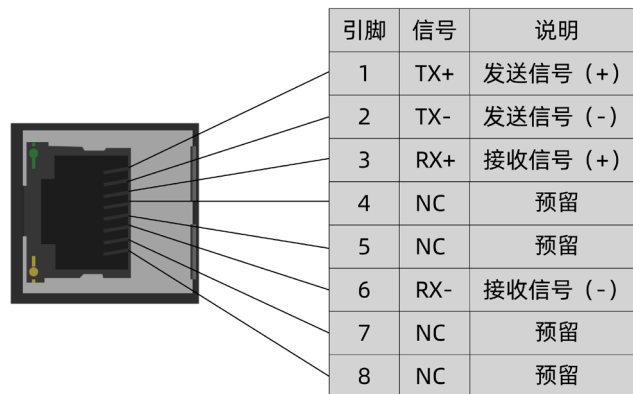 引脚 信号 说明
1 TX+ 发送信号（+）
2 TX- 发送信号（-）
3 RX+ 接收信号（+）
4 NC 预留
5 NC 预留
6 RX- 接收信号（-）
7 NC 预留
8 NC 预留